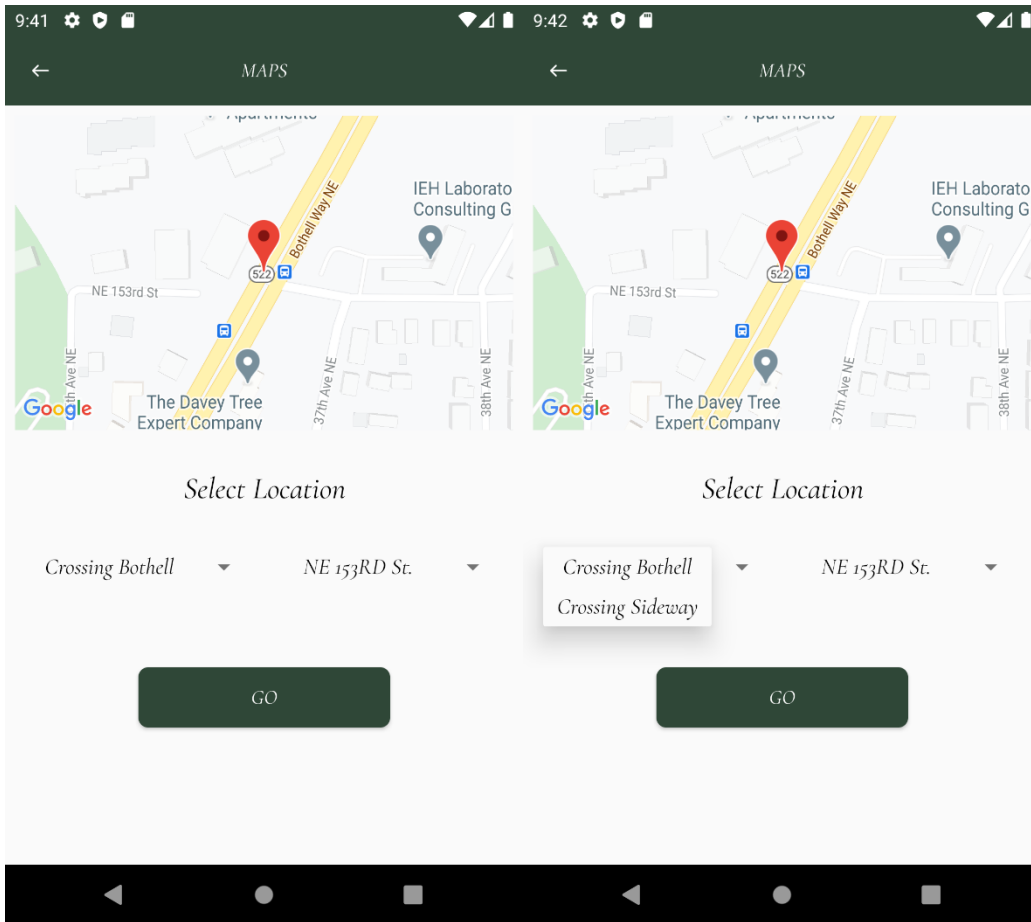 9:41
MAPS
Apartments
Bothell Way NE
IEH Laborato
Consulting G
522
NE 153rd St
th Ave NE
37th Ave NE
38th Ave NE
Google
The Davey Tree
Expert Company
Select Location
Crossing Bothell
NE 153RD St.
GO
9:42
MAPS
Apartments
Bothell Way NE
IEH Laborato
Consulting G
522
NE 153rd St
th Ave NE
37th Ave NE
38th Ave NE
Google
The Davey Tree
Expert Company
Select Location
Crossing Bothell
NE 153RD St.
Crossing Sideway
GO